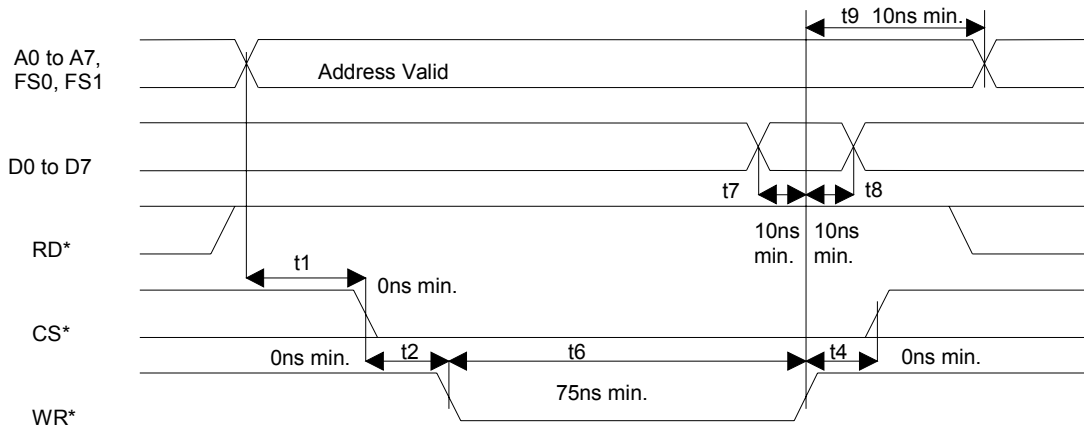 t9 10ns min.
A0 to A7,
FS0, FS1
Address Valid
D0 to D7
t7
t8
RD*
10ns
min.
10ns
min.
t1
0ns min.
CS*
0ns min.
t2
t6
t4
0ns min.
75ns min.
WR*